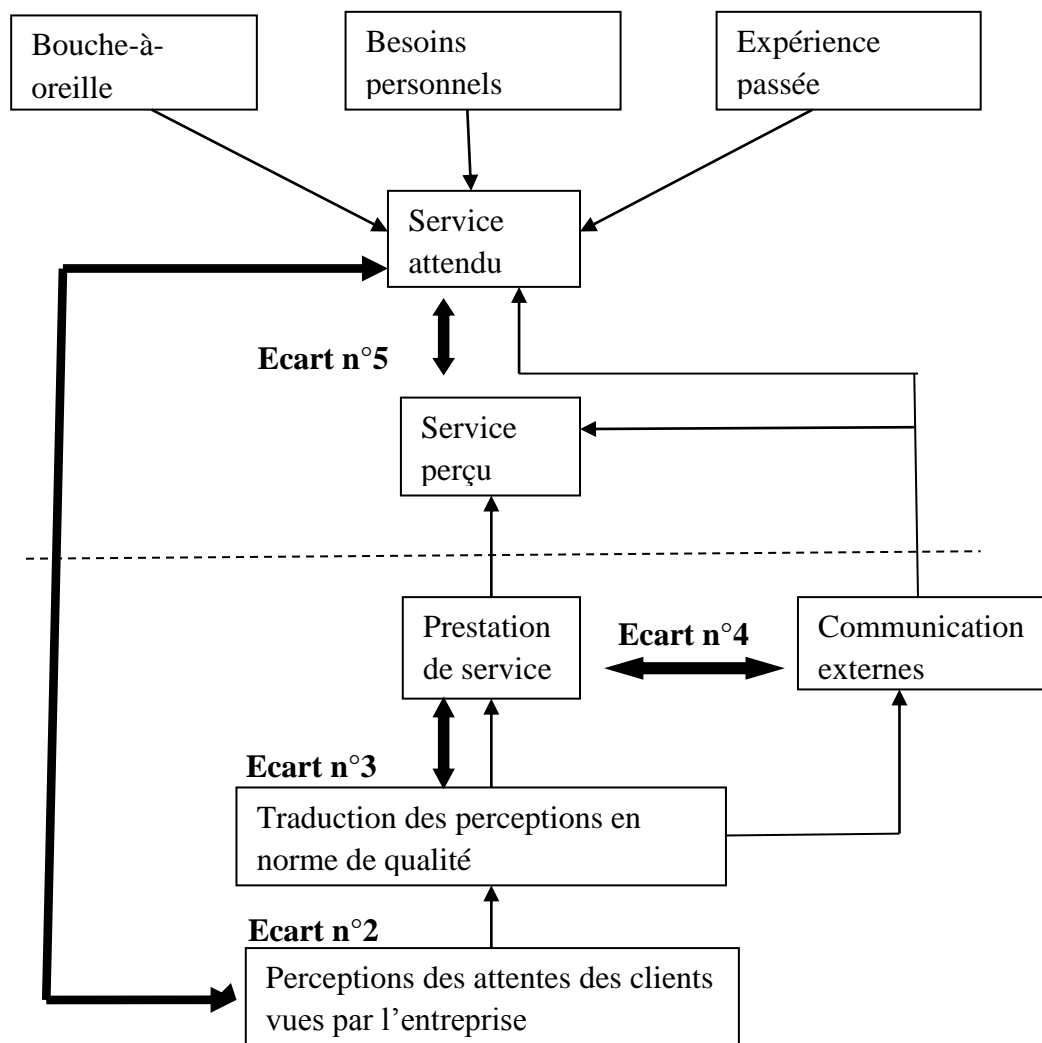 Bouche-à-
oreille
Besoins
personnels
Expérience
passée
Service
attendu
Ecart n°5
Service
perçu
Prestation
de service
Ecart n°4
Communication
externes
Ecart n°3
Traduction des perceptions en
norme de qualité
Ecart n°2
Perceptions des attentes des clients
vues par l’entreprise